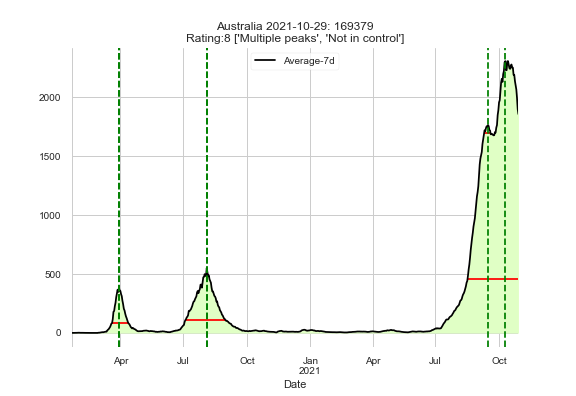 Australia 2021-10-29: 169379
Rating:8 ['Multiple peaks', 'Not in control']
Average-7d
2000
1500
1000
500
0
Apr Jul Oct Jan Apr Jul Oct
2021
Date